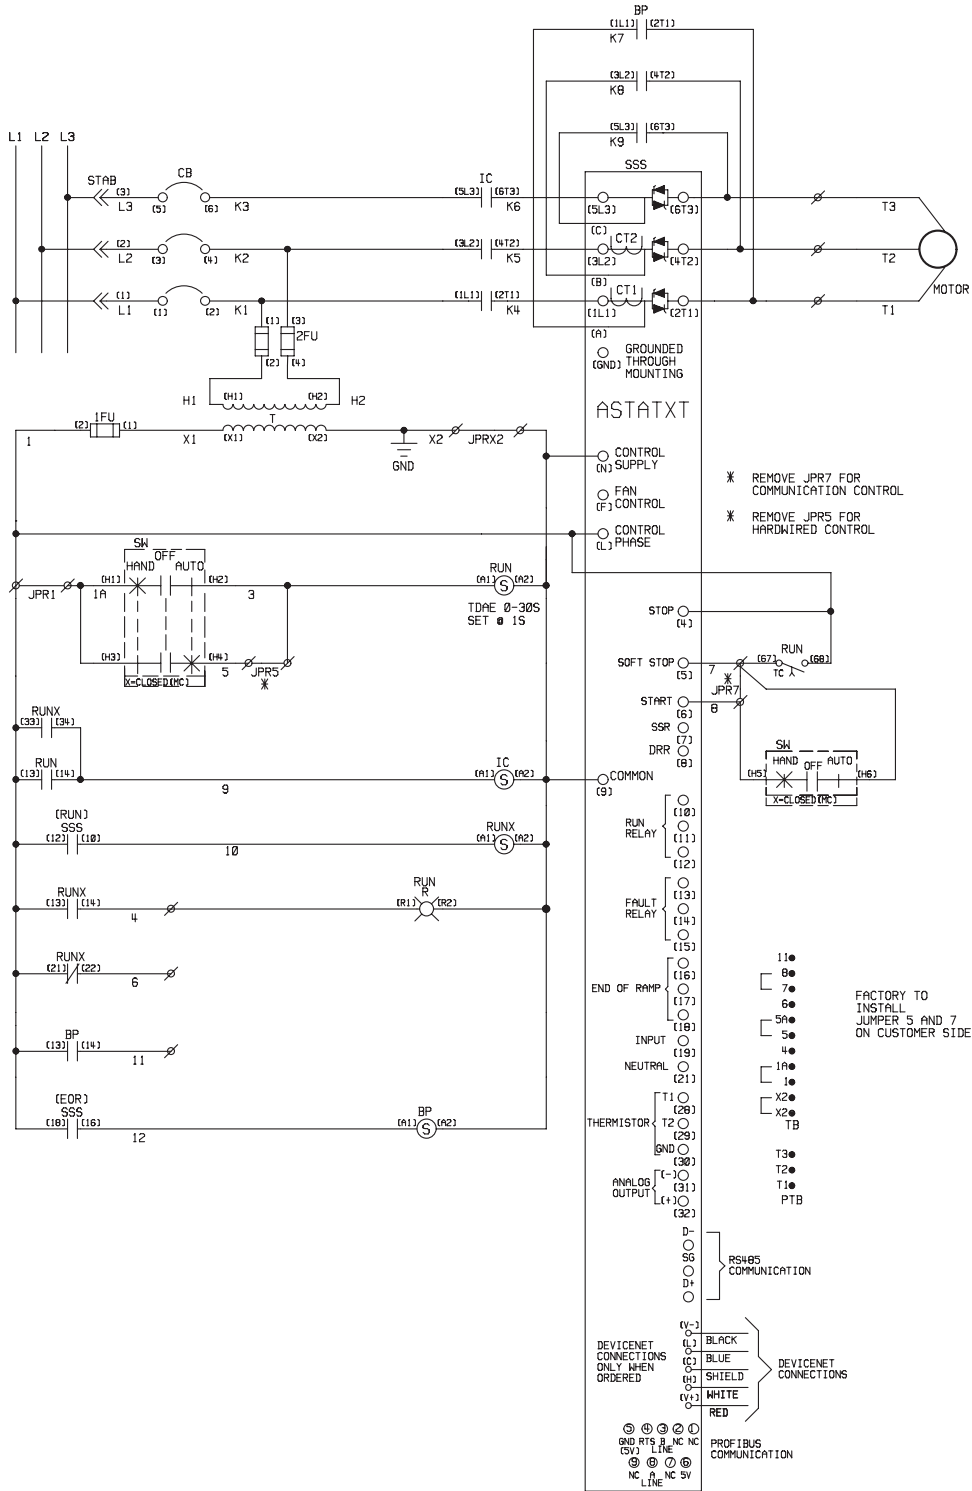 BP
(1L1) (2T1)
K7
(3L2) (4T2)
K8
(5L3) (6T3)
K9
L1 L2 L3
SSS
STAB (3)
L3
CB
(5) (6) K3
IC
(5L3) (6T3)
K6
(5L3) (6T3)
T3
(C)
(2)
L2
(3) (4) K2
(3L2) (4T2)
K5
CT2
(3L2) (4T2)
T2
(B)
MOTOR
(1)
L1
(1) (2) K1
(1L1) (2T1)
K4
CT1
(1L1) (2T1)
T1
(A)
(1) (3)
2FU
(2) (4)
(GND)
GROUNDED
THROUGH
MOUNTING
H1 (H1) (H2) H2
T
ASTATXT
1
(2) 1FU (1)
X1 (X1) (X2)
GND
X2 JPRX2
CONTROL
SUPPLY
(N)
FAN
CONTROL
(F)
CONTROL
PHASE
(L)
* REMOVE JPR7 FOR
COMMUNICATION CONTROL
* REMOVE JPR5 FOR
HARDWIRED CONTROL
SW
OFF
HAND AUTO
JPR1 1A (H1) (H2) 3
RUN
(A1) S (A2)
TDAE 0-30S
SET @ 1S
(H3) (H4) 5 JPR5
*
X=CLOSED(MC)
STOP
(4)
SOFT STOP
(5)
7
RUN
(67) (68)
TC
*
JPR7
START
(6)
8
SSR
(7)
DRR
(8)
SW
HAND OFF AUTO
(H5) (H6)
X=CLOSED(MC)
RUNX
(33) (34)
RUN
(13) (14)
9
IC
(A1) S (A2)
COMMON
(9)
(RUN)
SSS
(12) (10)
10
RUNX
(A1) S (A2)
RUN
RELAY
(10)
(11)
(12)
RUNX
(13) (14)
4
RUN
R
(R1) (R2)
FAULT
RELAY
(13)
(14)
(15)
RUNX
(21) (22)
6
END OF RAMP
(16)
(17)
(18)
BP
(13) (14)
11
INPUT
(19)
NEUTRAL
(21)
(EOR)
SSS
(18) (16)
12
BP
(A1) S (A2)
THERMISTOR
T1
(28)
T2
(29)
GND
(30)
ANALOG
OUTPUT
(-)
(31)
(+)
(32)
11
8
7
6
5A
5
4
1A
1
X2
X2
TB
T3
T2
T1
PTB
FACTORY TO
INSTALL
JUMPER 5 AND 7
ON CUSTOMER SIDE
D-
SG
D+
RS485
COMMUNICATION
DEVICENET
CONNECTIONS
ONLY WHEN
ORDERED
(V-)
BLACK
(L)
BLUE
(C)
SHIELD
(H)
WHITE
(V+)
RED
DEVICENET
CONNECTIONS
5 4 3 2 1
GND RTS B NC NC
(5V) LINE
9 8 7 6
NC A NC 5V
LINE
PROFIBUS
COMMUNICATION